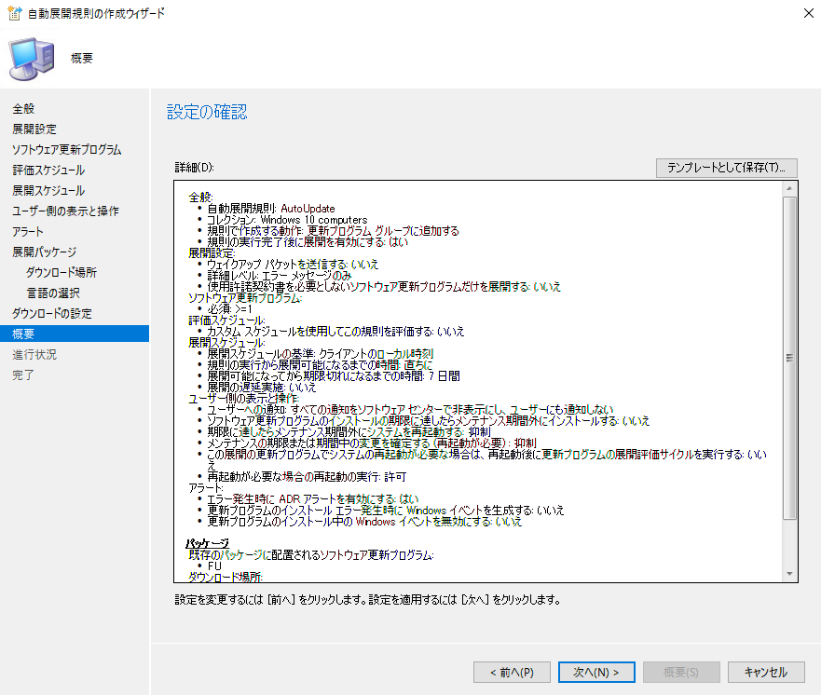 自動展開規則の作成ウィザード
概要
全般
展開設定
ソフトウェア更新プログラム
評価スケジュール
展開スケジュール
ユーザー側の表示と操作
アラート
展開パッケージ
ダウンロード場所
言語の選択
ダウンロードの設定
概要
進行状況
完了
設定の確認
詳細(D):
テンプレートとして保存(T)...
全般:
• 自動展開規則: AutoUpdate
• コレクション: Windows 10 computers
• 規則で作成する動作: 更新プログラム グループに追加する
• 規則の実行完了後に展開を有効にする: はい
展開設定:
• ウェイクアップ パケットを送信する: いいえ
• 詳細レベル: エラー メッセージのみ
• 使用許諾契約書を必要としないソフトウェア更新プログラムだけを展開する: いいえ
ソフトウェア更新プログラム:
• 必須: >=1
評価スケジュール:
• カスタム スケジュールを使用してこの規則を評価する: いいえ
展開スケジュール:
• 展開スケジュールの基準: クライアントのローカル時刻
• 規則の実行から展開可能になるまでの時間: 直ちに
• 展開可能になってから期限切れになるまでの時間: 7 日間
• 展開の遅延実施: いいえ
ユーザー側の表示と操作:
• ユーザーへの通知: すべての通知をソフトウェア センターで非表示にし、ユーザーにも通知しない
• ソフトウェア更新プログラムのインストールの期限に達したらメンテナンス期間外にインストールする: いいえ
• 期限に達したらメンテナンス期間外にシステムを再起動する: 抑制
• メンテナンスの期限または期間中の変更を確定する (再起動が必要): 抑制
• この展開の更新プログラムでシステムの再起動が必要な場合は、再起動後に更新プログラムの展開評価サイクルを実行する: いい
え
• 再起動が必要な場合の再起動の実行: 許可
アラート:
• エラー発生時に ADR アラートを有効にする: はい
• 更新プログラムのインストール エラー発生時に Windows イベントを生成する: いいえ
• 更新プログラムのインストール中の Windows イベントを無効にする: いいえ
パッケージ
既存のパッケージに配置されるソフトウェア更新プログラム:
• FU
ダウンロード場所:
設定を変更するには [前へ] をクリックします。設定を適用するには [次へ] をクリックします。
< 前へ(P)
次へ(N) >
概要(S)
キャンセル